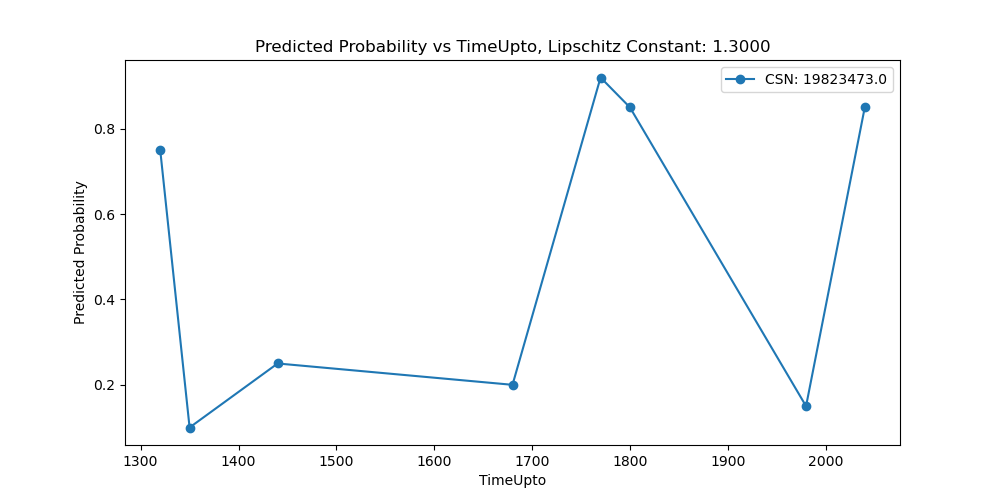 Predicted Probability vs TimeUpto, Lipschitz Constant: 1.3000
CSN: 19823473.0
Predicted Probability
0.8
0.6
0.4
0.2
1300 1400 1500 1600 1700 1800 1900 2000
TimeUpto